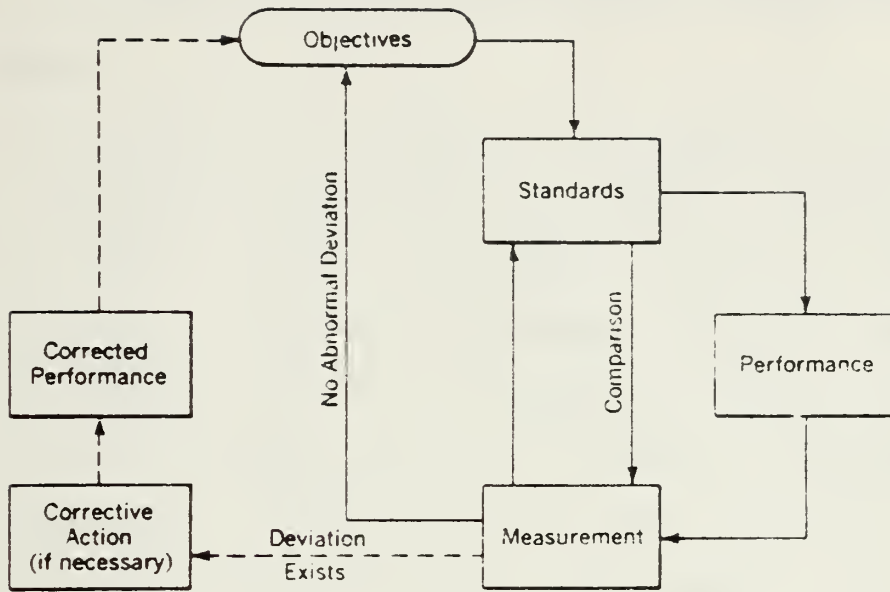 Objectives
Standards
No Abnormal Deviation
Comparison
Corrected
Performance
Performance
Corrective
Action
(if necessary)
Deviation
Exists
Measurement